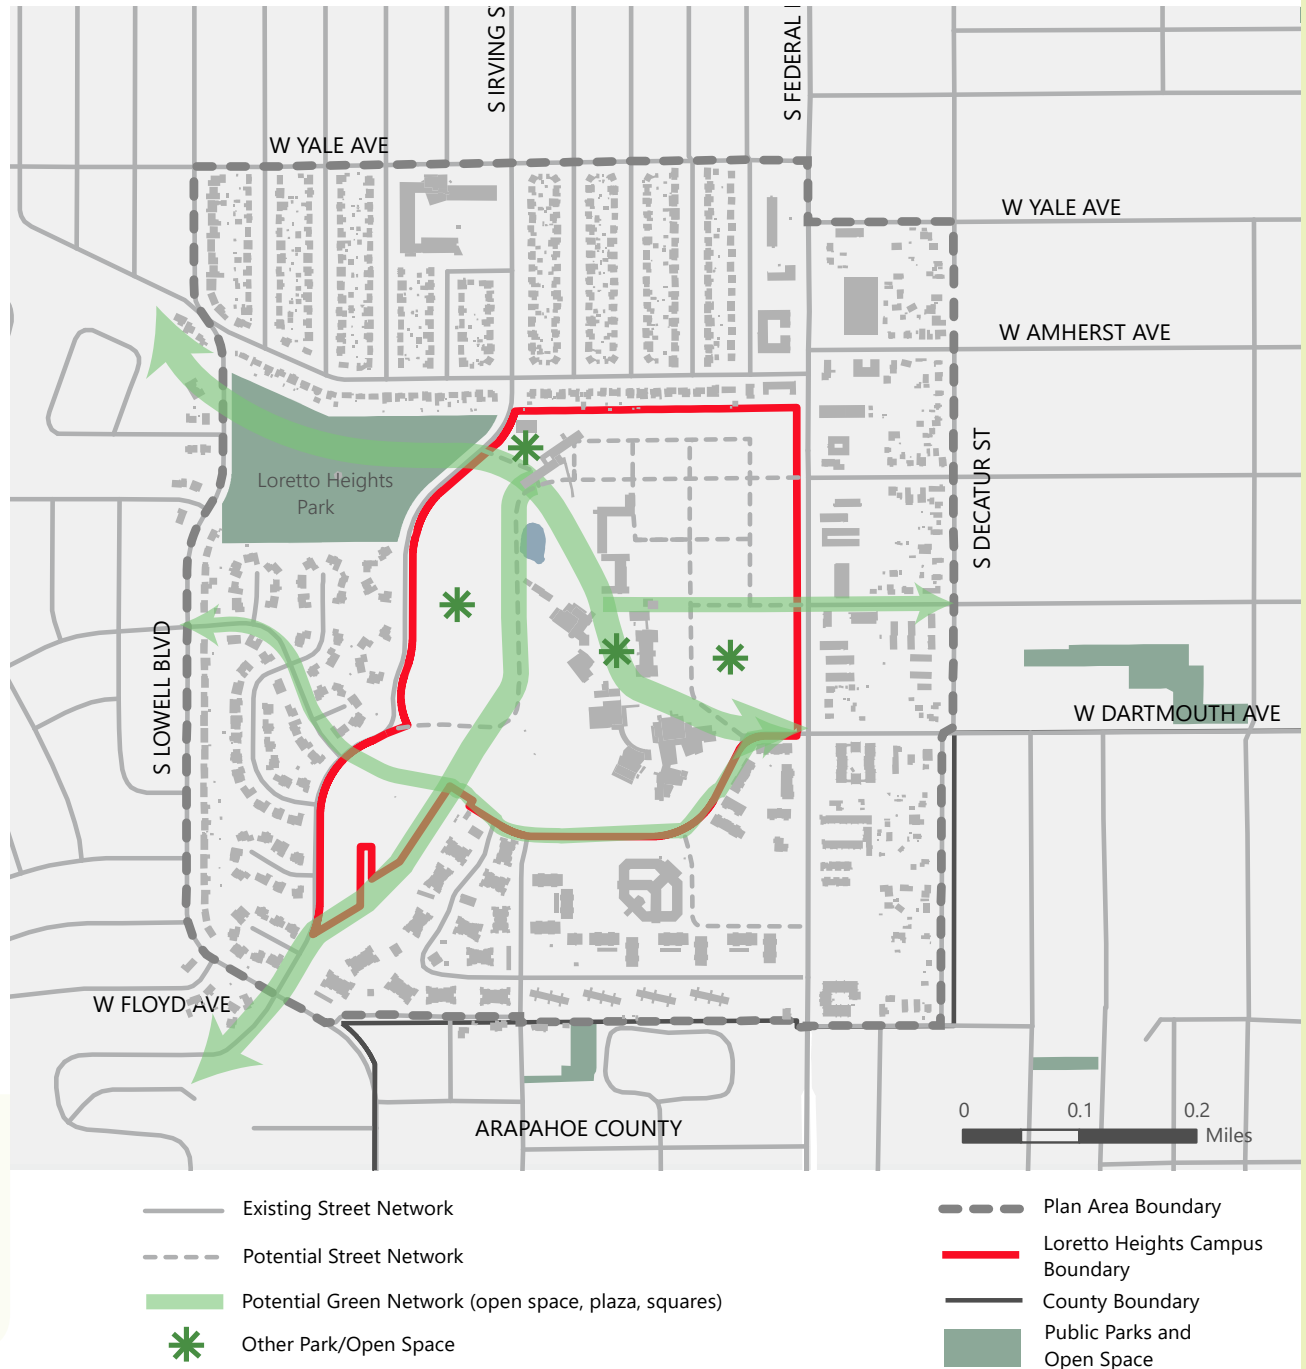 S IRVING S
S FEDERAL
W YALE AVE
W YALE AVE
W AMHERST AVE
S DECATUR ST
Loretto Heights
Park
S LOWELL BLVD
W DARTMOUTH AVE
W FLOYD AVE
ARAPAHOE COUNTY
0 0.1 0.2
Miles
Existing Street Network
Potential Street Network
Potential Green Network (open space, plaza, squares)
Other Park/Open Space
Plan Area Boundary
Loretto Heights Campus
Boundary
County Boundary
Public Parks and
Open Space